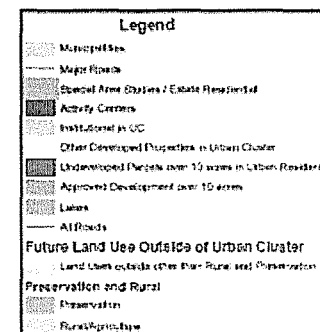 Legend
Municipalities
Major Roads
Special Area Studies / Estate Residential
Activity Centers
Institutional in UC
Other Developed Properties in Urban Cluster
Undeveloped Parcels over 10 acres in Urban Resident
Approved Development over 10 acres
Lakes
All Roads
Future Land Use Outside of Urban Cluster
Land Uses outside other than Rural and Preservation
Preservation and Rural
Preservation
Rural/Agriculture